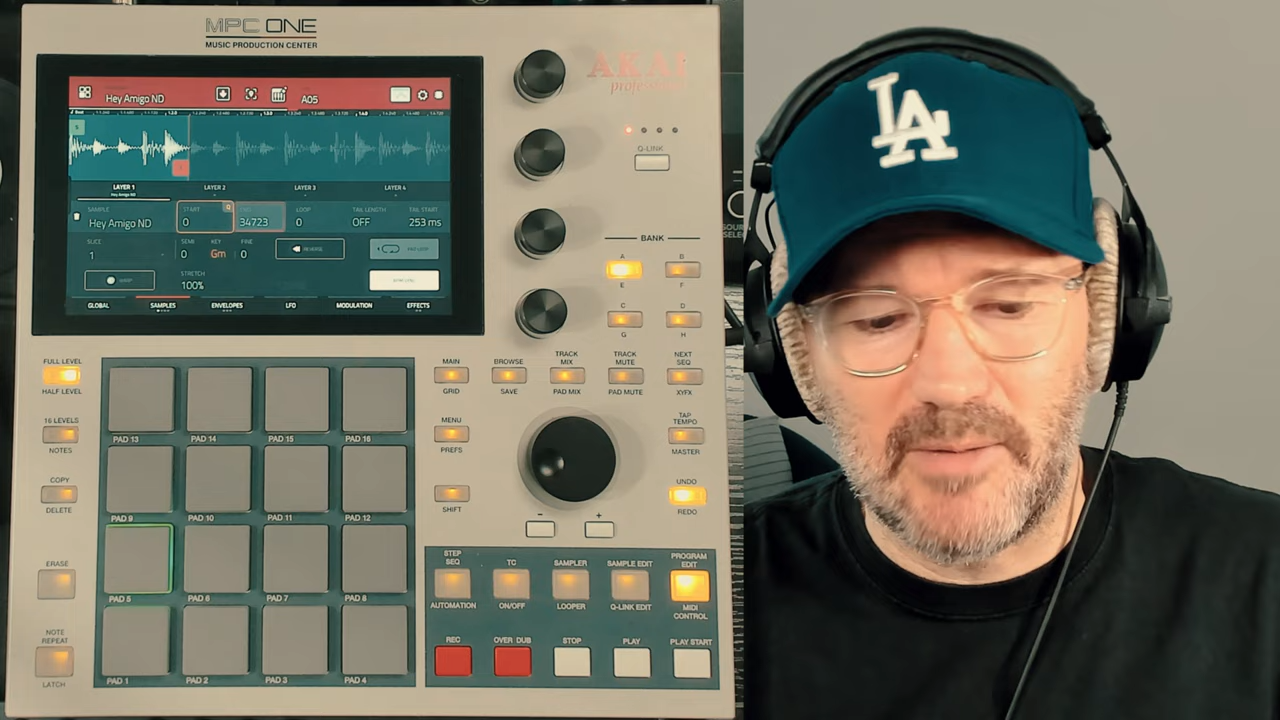 MPC ONE
MUSIC PRODUCTION CENTER
AKAI
professional
Hey Amigo ND
A05
LAYER 1
LAYER 2
LAYER 3
LAYER 4
Hey Amigo ND
SAMPLE
START
LOOP
TAIL LENGTH
TAIL START
Hey Amigo ND
0
34723
0
OFF
253 ms
SLICE
SEMI
KEY
FINE
1
0
Gm
0
REVERSE
PAD LOOP
WARP
STRETCH
100%
GLOBAL
SAMPLES
ENVELOPES
LFO
MODULATION
EFFECTS
Q-LINK
BANK
A
B
E
F
C
D
G
H
FULL LEVEL
HALF LEVEL
16 LEVELS
NOTES
COPY
DELETE
ERASE
NOTE
REPEAT
LATCH
PAD 13
PAD 14
PAD 15
PAD 16
PAD 9
PAD 10
PAD 11
PAD 12
PAD 5
PAD 6
PAD 7
PAD 8
PAD 1
PAD 2
PAD 3
PAD 4
MAIN
GRID
BROWSE
SAVE
TRACK
MIX
PAD MIX
TRACK
MUTE
PAD MUTE
NEXT
SEQ
XYFX
MENU
PREFS
TAP
TEMPO
MASTER
SHIFT
UNDO
REDO
−
+
STEP
SEQ
AUTOMATION
TC
ON/OFF
SAMPLER
LOOPER
SAMPLE EDIT
Q-LINK EDIT
PROGRAM
EDIT
MIDI
CONTROL
REC
OVER DUB
STOP
PLAY
PLAY START
LA